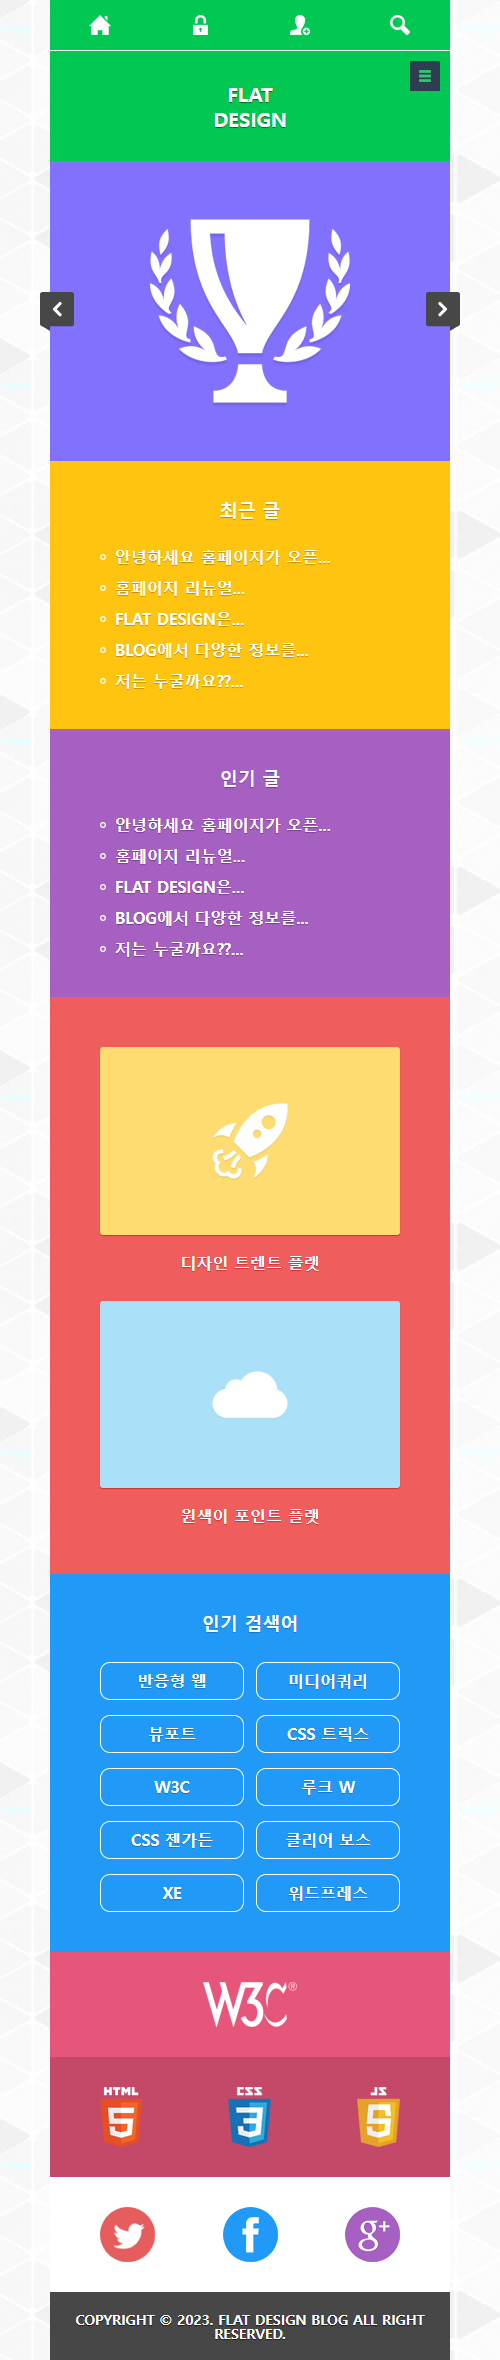 FLAT
DESIGN
최근 글
안녕하세요 홈페이지가 오픈...
홈페이지 리뉴얼...
FLAT DESIGN은...
BLOG에서 다양한 정보를...
저는 누굴까요??...
인기 글
안녕하세요 홈페이지가 오픈...
홈페이지 리뉴얼...
FLAT DESIGN은...
BLOG에서 다양한 정보를...
저는 누굴까요??...
디자인 트렌트 플랫
원색이 포인트 플랫
인기 검색어
반응형 웹 미디어쿼리
뷰포트 CSS 트릭스
W3C 루크 W
CSS 젠가든 클리어 보스
XE 워드프레스
W3C®
HTML CSS JS
5 3 5
f g+
COPYRIGHT © 2023. FLAT DESIGN BLOG ALL RIGHT
RESERVED.